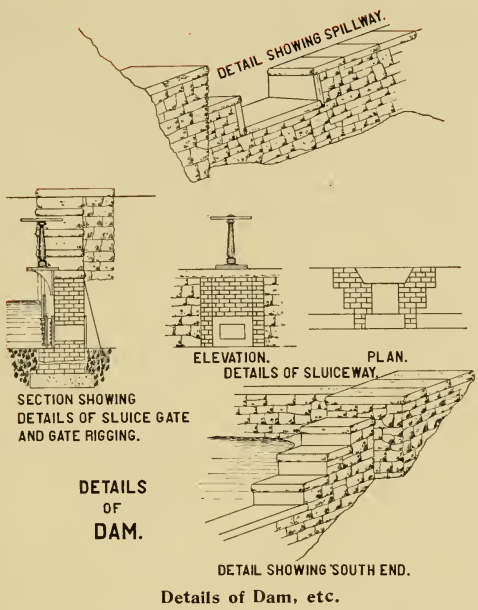 DETAIL SHOWING SPILLWAY.
ELEVATION.
PLAN.
DETAILS OF SLUICEWAY.
SECTION SHOWING
DETAILS OF SLUICE GATE
AND GATE RIGGING.
DETAILS
OF
DAM.
DETAIL SHOWING SOUTH END.
Details of Dam, etc.